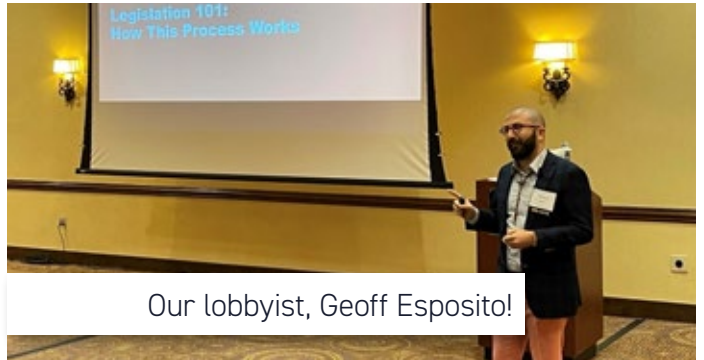 Legislation 101:
How This Process Works
Our lobbyist, Geoff Esposito!